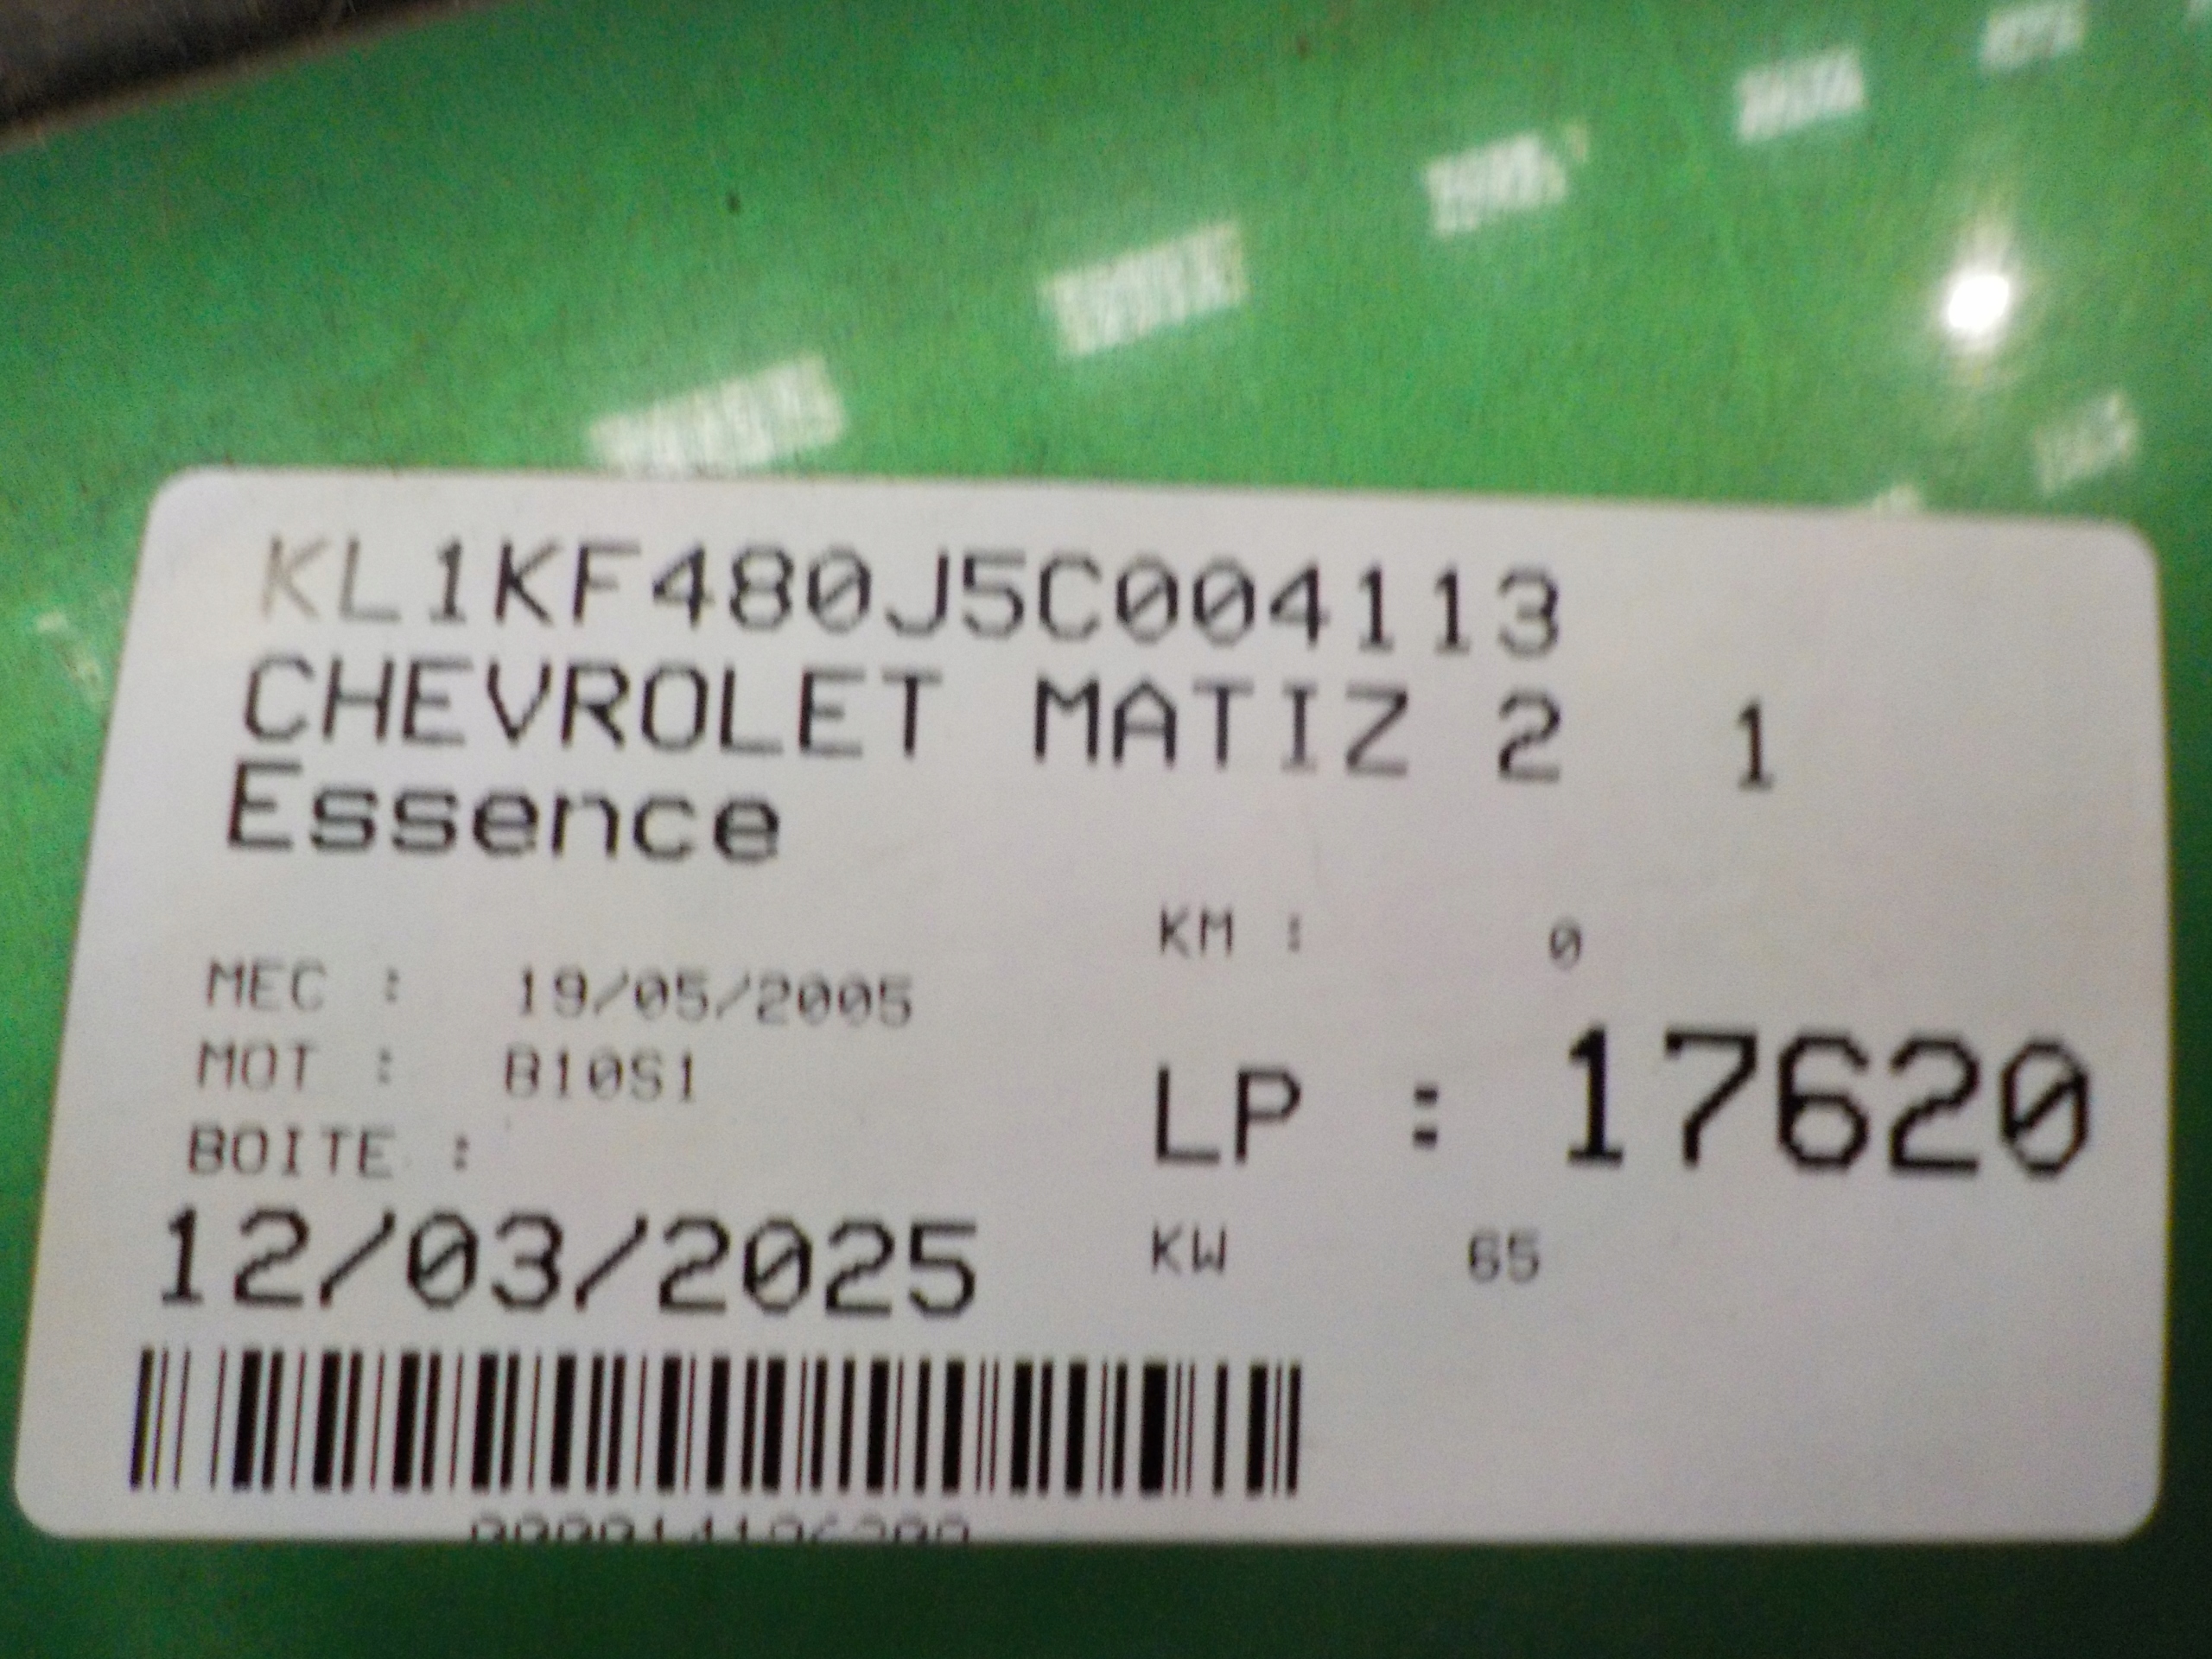 KL1KF480J5C004113
CHEVROLET MATIZ 2 1
Essence
KM : 0
MEC : 19/05/2005
MOT : B10S1
LP : 17620
BOITE :
12/03/2025
KW 65